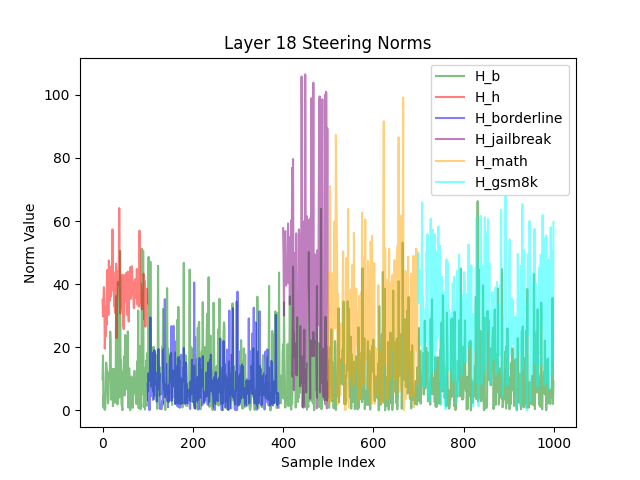 Layer 18 Steering Norms
H_b
H_h
H_borderline
H_jailbreak
H_math
H_gsm8k
Norm Value
100
80
60
40
20
0
0 200 400 600 800 1000
Sample Index